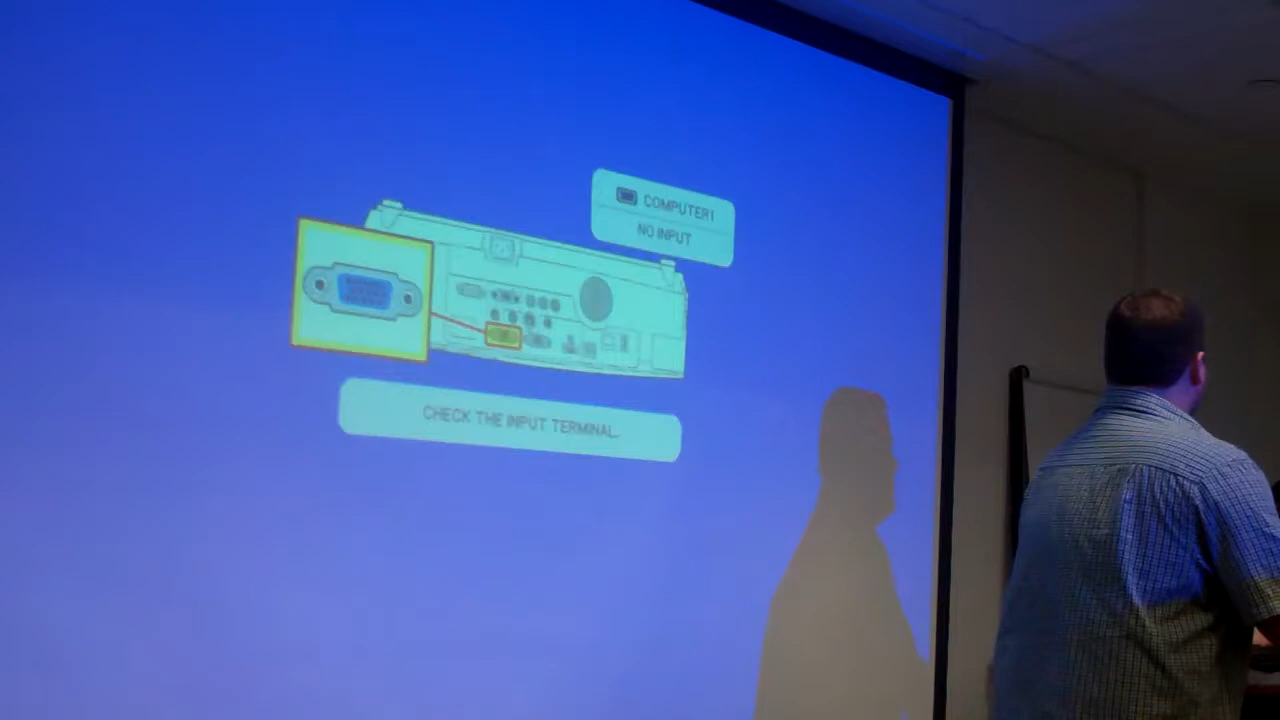 COMPUTER1
NO INPUT
CHECK THE INPUT TERMINAL.